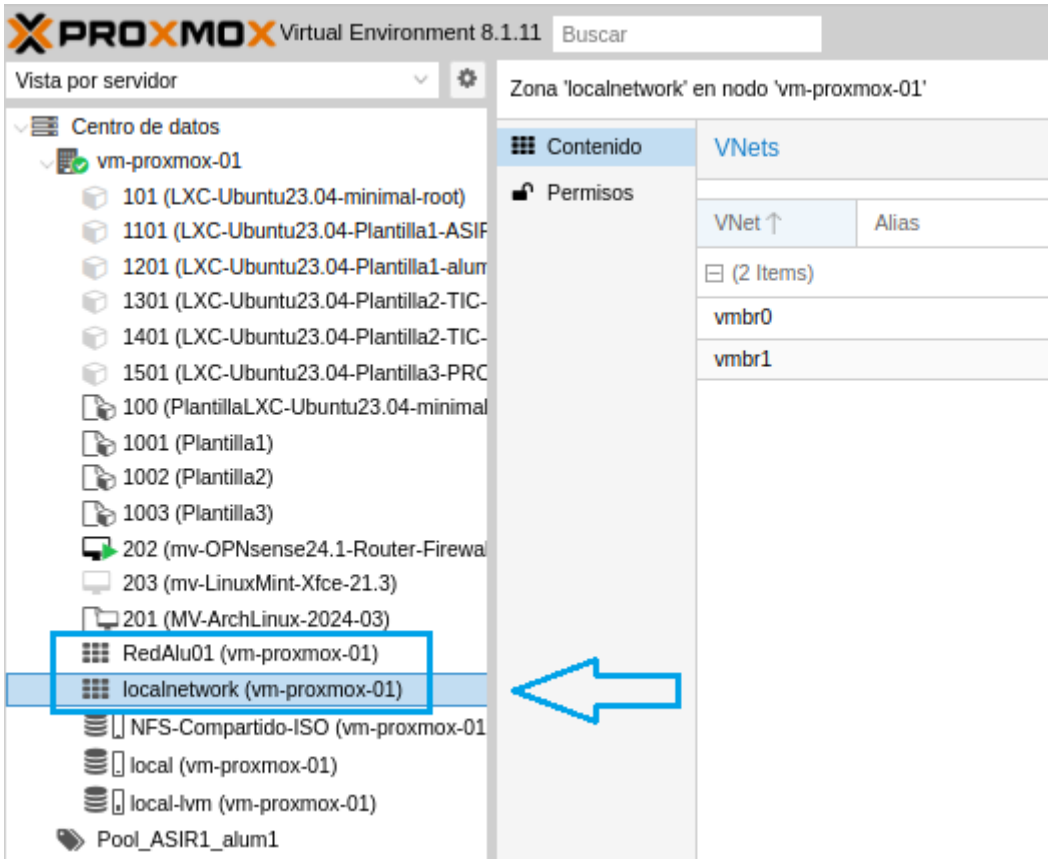 PROXMOX Virtual Environment 8.1.11 Buscar
Vista por servidor
Centro de datos
vm-proxmox-01
101 (LXC-Ubuntu23.04-minimal-root)
1101 (LXC-Ubuntu23.04-Plantilla1-ASIR
1201 (LXC-Ubuntu23.04-Plantilla1-alum
1301 (LXC-Ubuntu23.04-Plantilla2-TIC-
1401 (LXC-Ubuntu23.04-Plantilla2-TIC-
1501 (LXC-Ubuntu23.04-Plantilla3-PRO
100 (PlantillaLXC-Ubuntu23.04-minimal
1001 (Plantilla1)
1002 (Plantilla2)
1003 (Plantilla3)
202 (mv-OPNsense24.1-Router-Firewal
203 (mv-LinuxMint-Xfce-21.3)
201 (MV-ArchLinux-2024-03)
RedAlu01 (vm-proxmox-01)
localnetwork (vm-proxmox-01)
NFS-Compartido-ISO (vm-proxmox-01
local (vm-proxmox-01)
local-lvm (vm-proxmox-01)
Pool_ASIR1_alum1
Zona 'localnetwork' en nodo 'vm-proxmox-01'
Contenido
Permisos
VNets
VNet Alias
(2 Items)
vmbr0
vmbr1